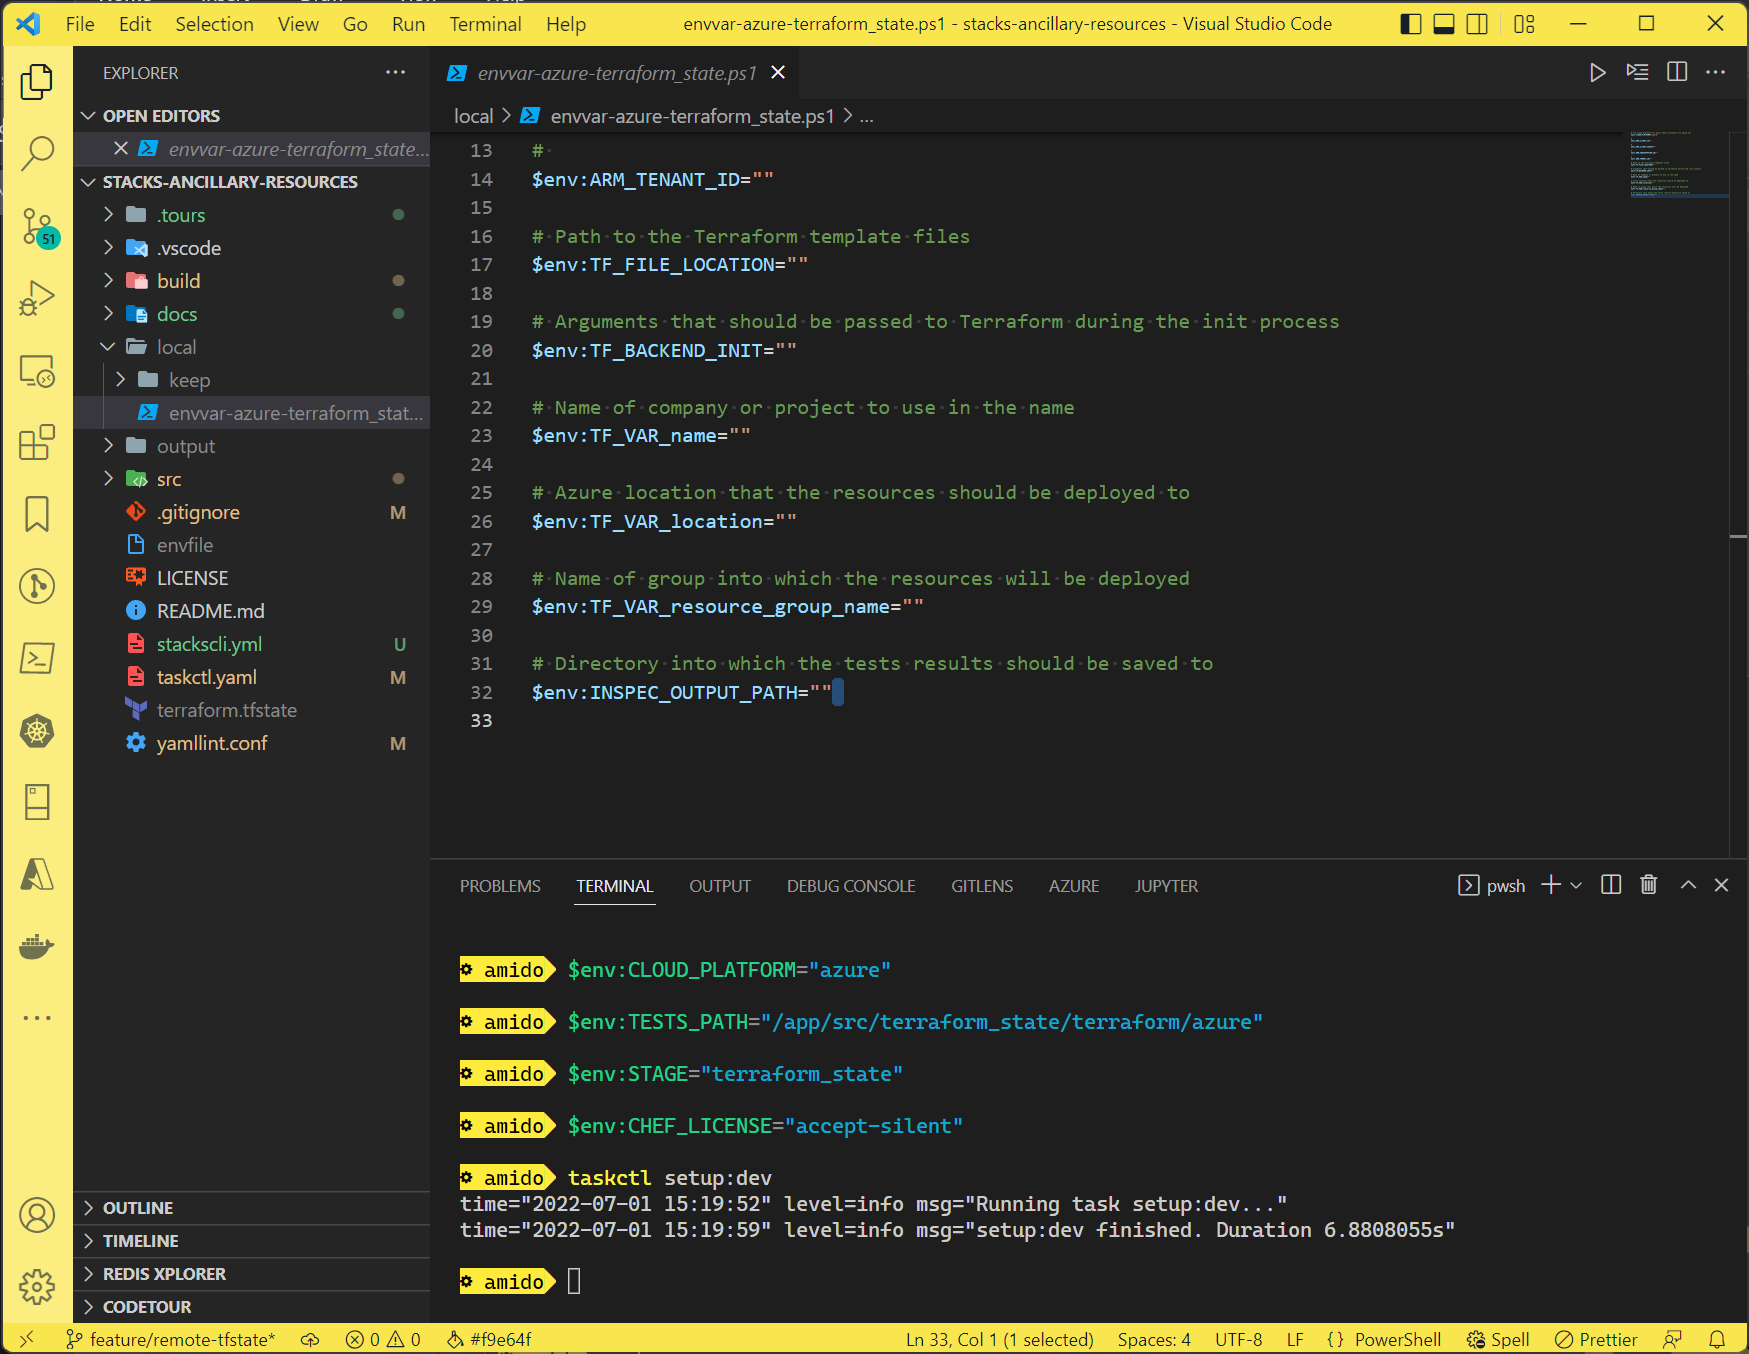 File Edit Selection View Go Run Terminal Help envvar-azure-terraform_state.ps1 - stacks-ancillary-resources - Visual Studio Code
EXPLORER
OPEN EDITORS
envvar-azure-terraform_state...
STACKS-ANCILLARY-RESOURCES
.tours
.vscode
build
docs
local
keep
envvar-azure-terraform_stat...
output
src
.gitignore M
envfile
LICENSE
README.md
stackscli.yml U
taskctl.yaml M
terraform.tfstate
yamllint.conf M
OUTLINE
TIMELINE
REDIS XPLORER
CODETOUR
51
envvar-azure-terraform_state.ps1
local > envvar-azure-terraform_state.ps1 > ...
13 #
14 $env:ARM_TENANT_ID=""
15
16 # Path to the Terraform template files
17 $env:TF_FILE_LOCATION=""
18
19 # Arguments that should be passed to Terraform during the init process
20 $env:TF_BACKEND_INIT=""
21
22 # Name of company or project to use in the name
23 $env:TF_VAR_name=""
24
25 # Azure location that the resources should be deployed to
26 $env:TF_VAR_location=""
27
28 # Name of group into which the resources will be deployed
29 $env:TF_VAR_resource_group_name=""
30
31 # Directory into which the tests results should be saved to
32 $env:INSPEC_OUTPUT_PATH=""
33
PROBLEMS TERMINAL OUTPUT DEBUG CONSOLE GITLENS AZURE JUPYTER pwsh
amido $env:CLOUD_PLATFORM="azure"
amido $env:TESTS_PATH="/app/src/terraform_state/terraform/azure"
amido $env:STAGE="terraform_state"
amido $env:CHEF_LICENSE="accept-silent"
amido taskctl setup:dev
time="2022-07-01 15:19:52" level=info msg="Running task setup:dev..."
time="2022-07-01 15:19:59" level=info msg="setup:dev finished. Duration 6.8808055s"
amido
feature/remote-tfstate* 0 0 #f9e64f Ln 33, Col 1 (1 selected) Spaces: 4 UTF-8 LF {} PowerShell Spell Prettier